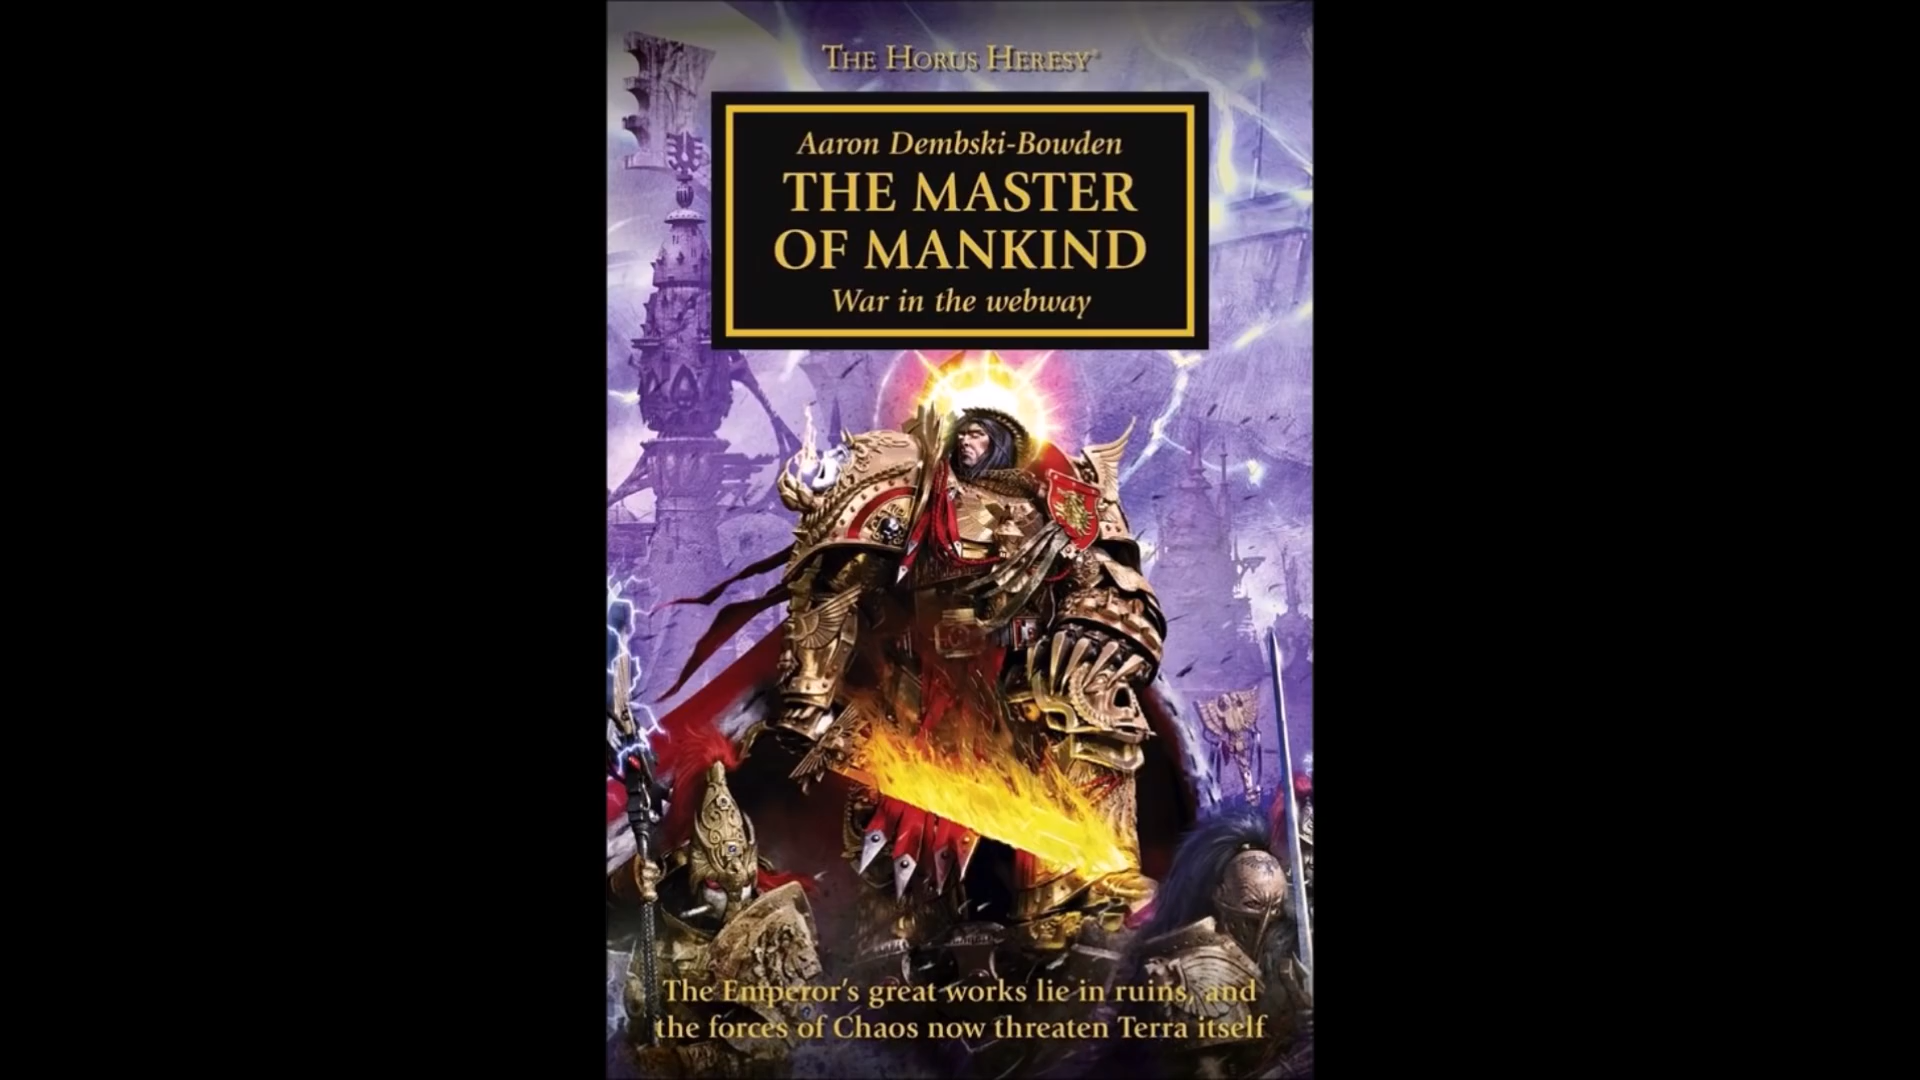 THE HORUS HERESY®
Aaron Dembski-Bowden
THE MASTER
OF MANKIND
War in the webway
The Emperor's great works lie in ruins, and
the forces of Chaos now threaten Terra itself